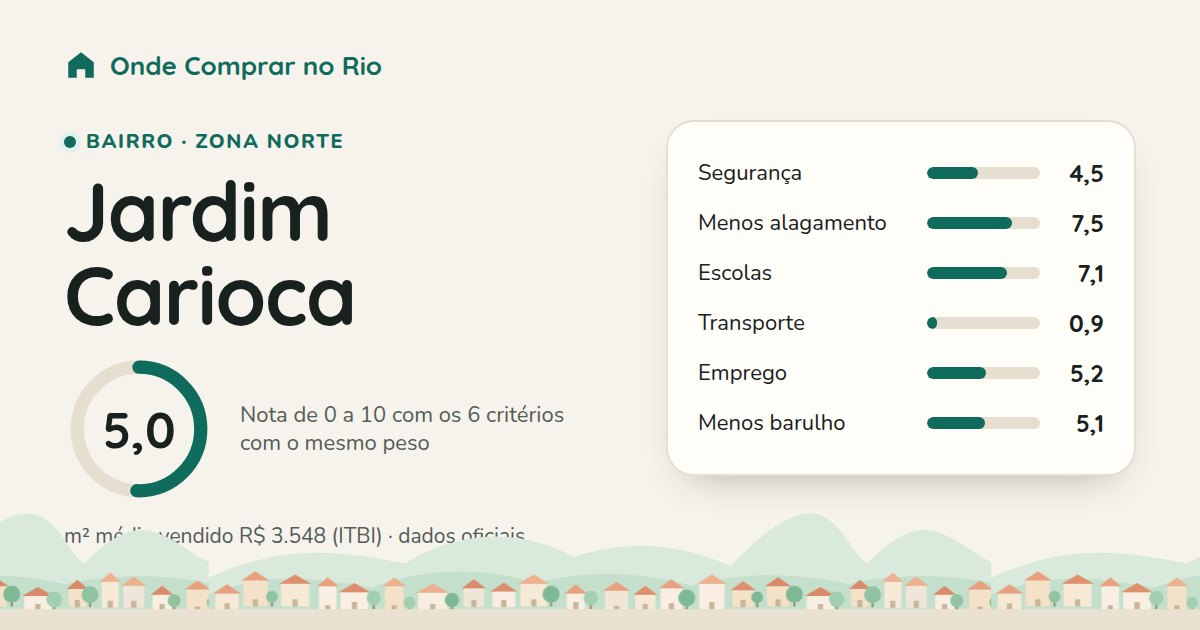 Onde Comprar no Rio
BAIRRO · ZONA NORTE
Jardim
Carioca
5,0
Nota de 0 a 10 com os 6 critérios
com o mesmo peso
m² médio vendido R$ 3.548 (ITBI) · dados oficiais
Segurança 4,5
Menos alagamento 7,5
Escolas 7,1
Transporte 0,9
Emprego 5,2
Menos barulho 5,1